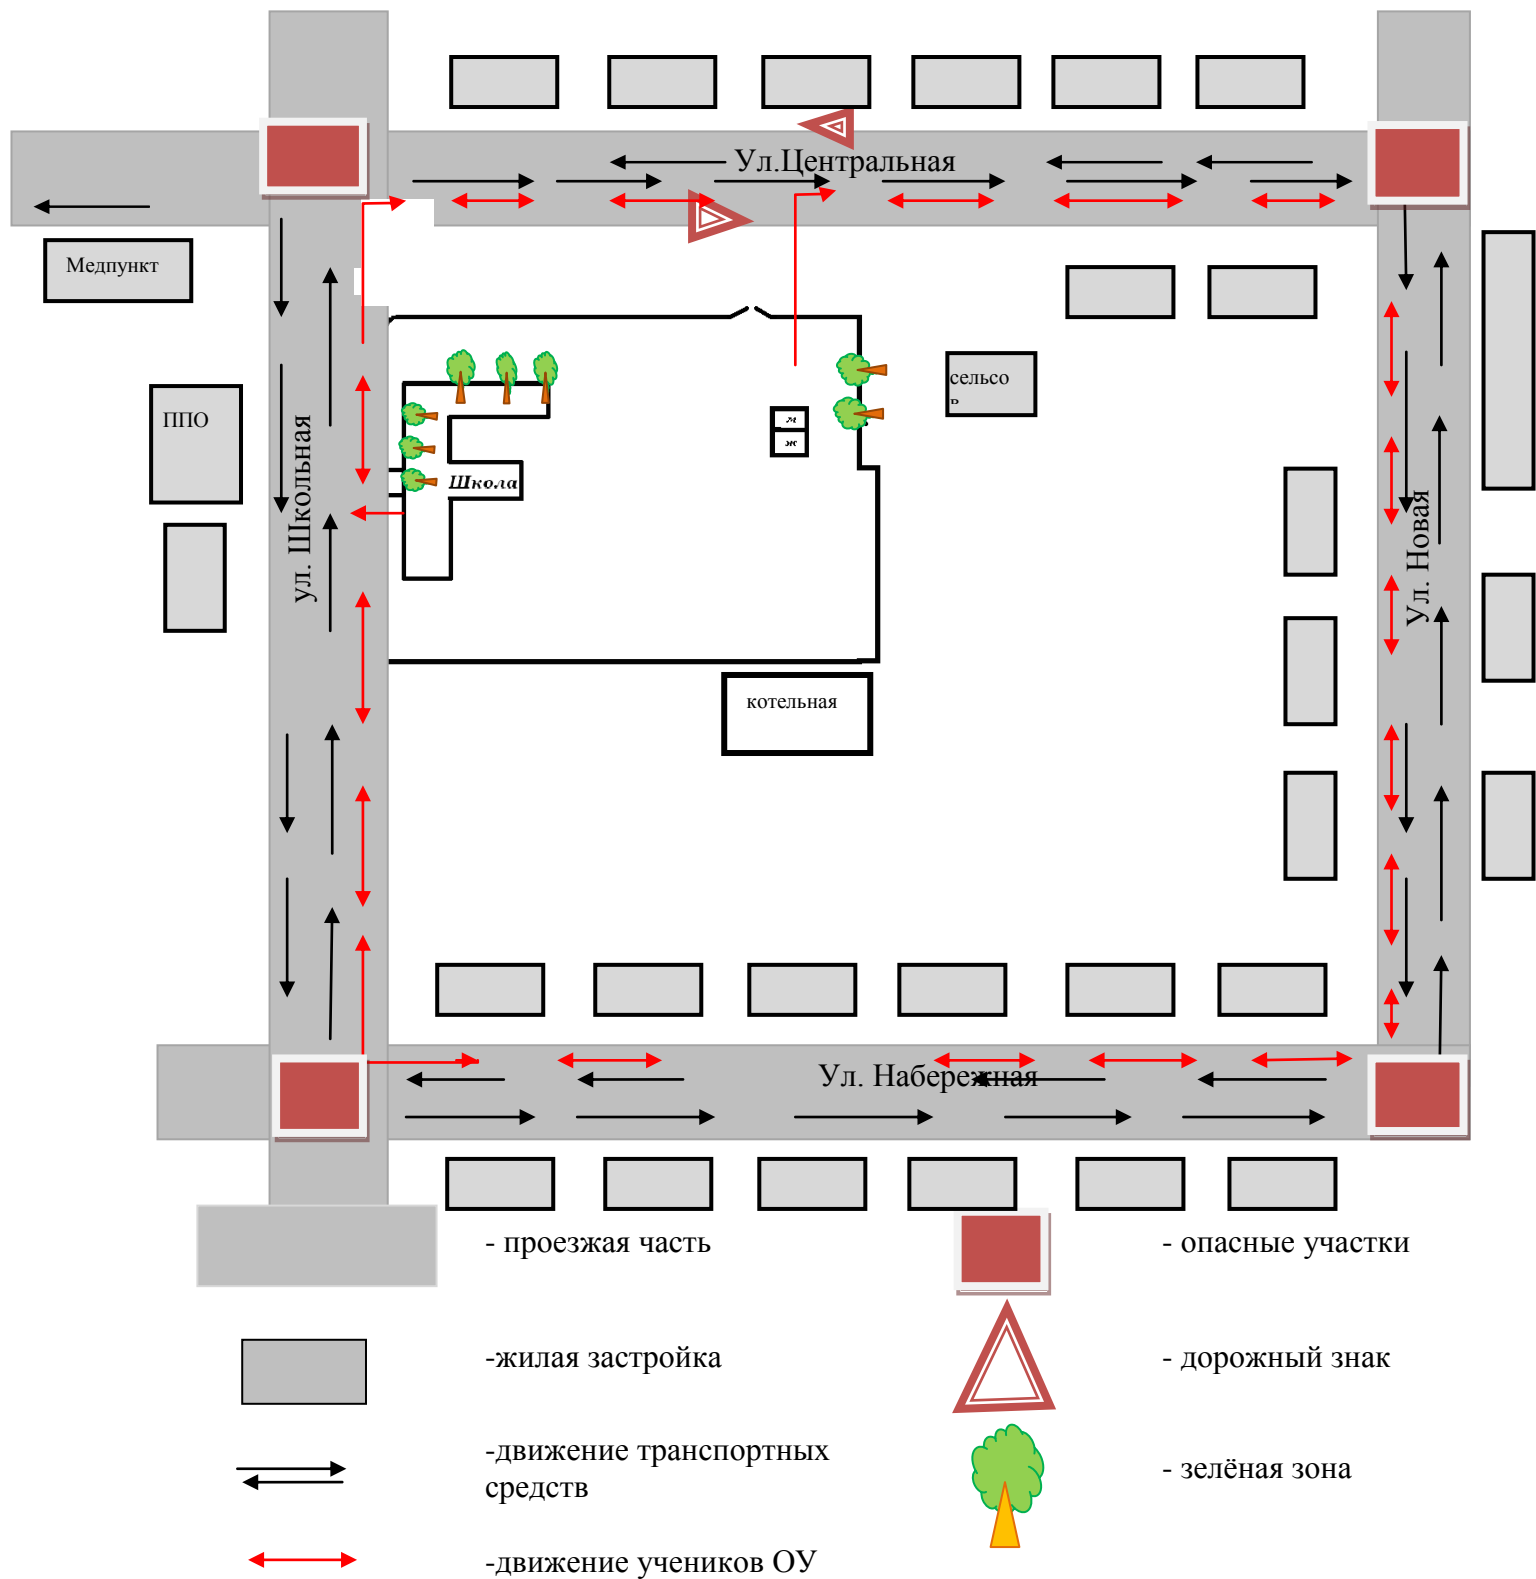 Ул.Центральная
Медпункт
ППО
ул. Школьная
Школа
м
ж
сельсо
в
Ул. Новая
котельная
Ул. Набережная
- проезжая часть
- опасные участки
-жилая застройка
- дорожный знак
-движение транспортных
средств
- зелёная зона
-движение учеников ОУ